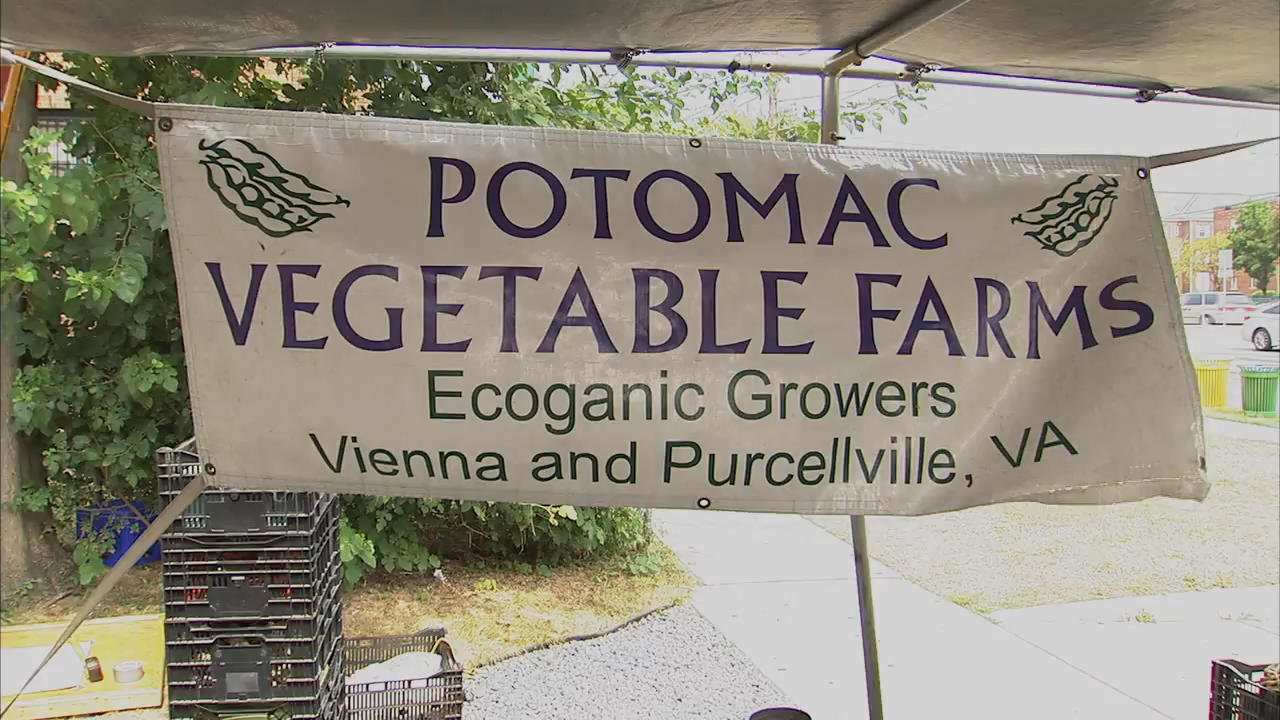 POTOMAC
VEGETABLE FARMS
Ecoganic Growers
Vienna and Purcellville, VA